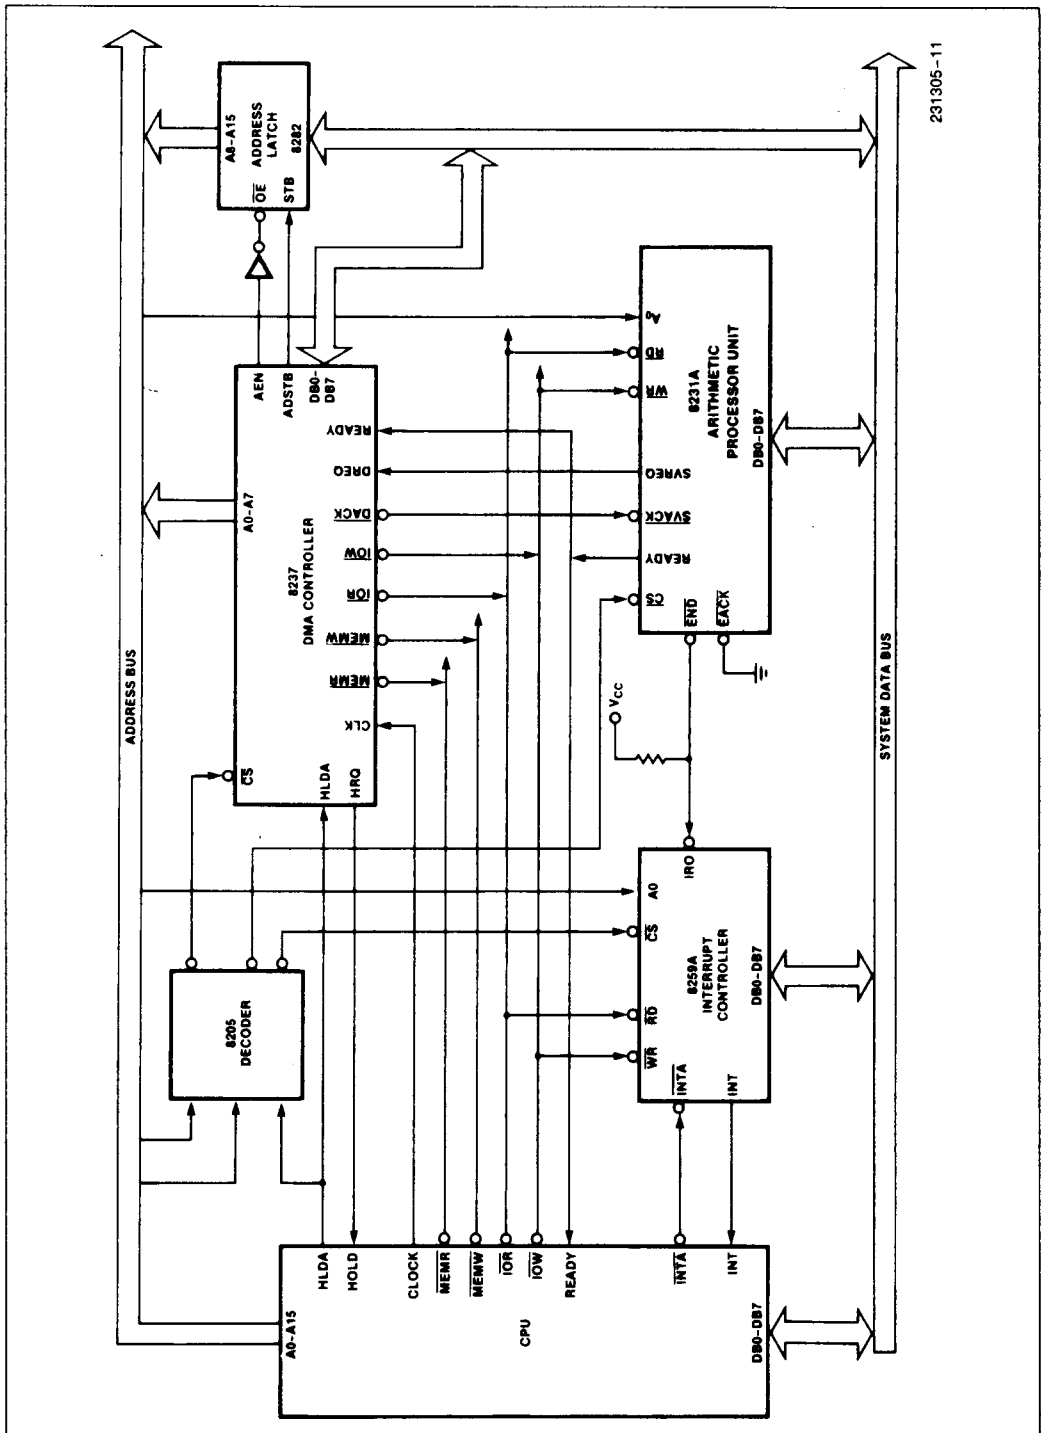 ADDRESS BUS
A8-A15
ADDRESS
LATCH
8282
OE
STB
231305-11
A0-A7
AEN
ADSTB
DB0-
DB7
READY
DREQ
DACK
IOW
IOR
MEMW
MEMR
CLK
8237
DMA CONTROLLER
CS
HLDA
HRQ
A0
RD
WR
SVREQ
SVACK
READY
CS
8231A
ARITHMETIC
PROCESSOR UNIT
DB0-DB7
END
EACK
VCC
SYSTEM DATA BUS
8205
DECODER
IRO
A0
CS
RD
WR
8259A
INTERRUPT
CONTROLLER
DB0-DB7
INTA
INT
A0-A15
HLDA
HOLD
CLOCK
MEMR
MEMW
IOR
IOW
READY
INTA
INT
CPU
DB0-DB7